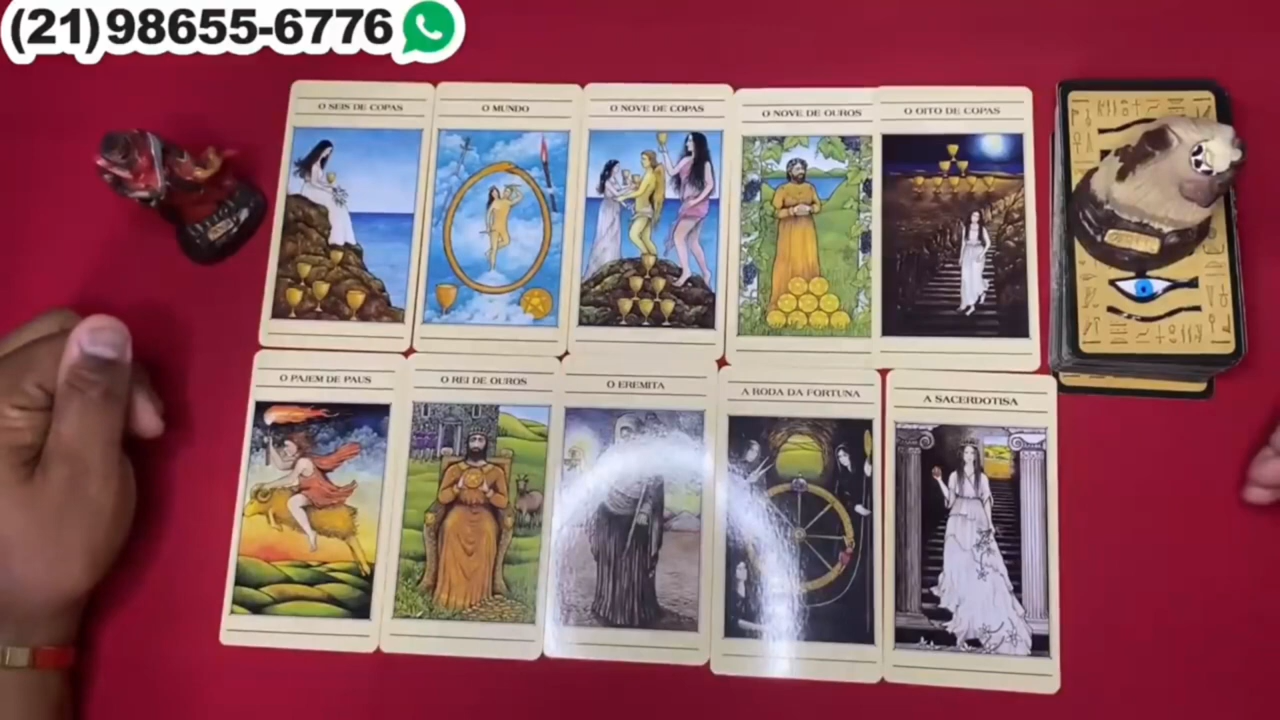 (21)98655-6776
O SEIS DE COPAS
O MUNDO
O NOVE DE COPAS
O NOVE DE OUROS
O OITO DE COPAS
O PAJEM DE PAUS
O REI DE OUROS
O EREMITA
A RODA DA FORTUNA
A SACERDOTISA